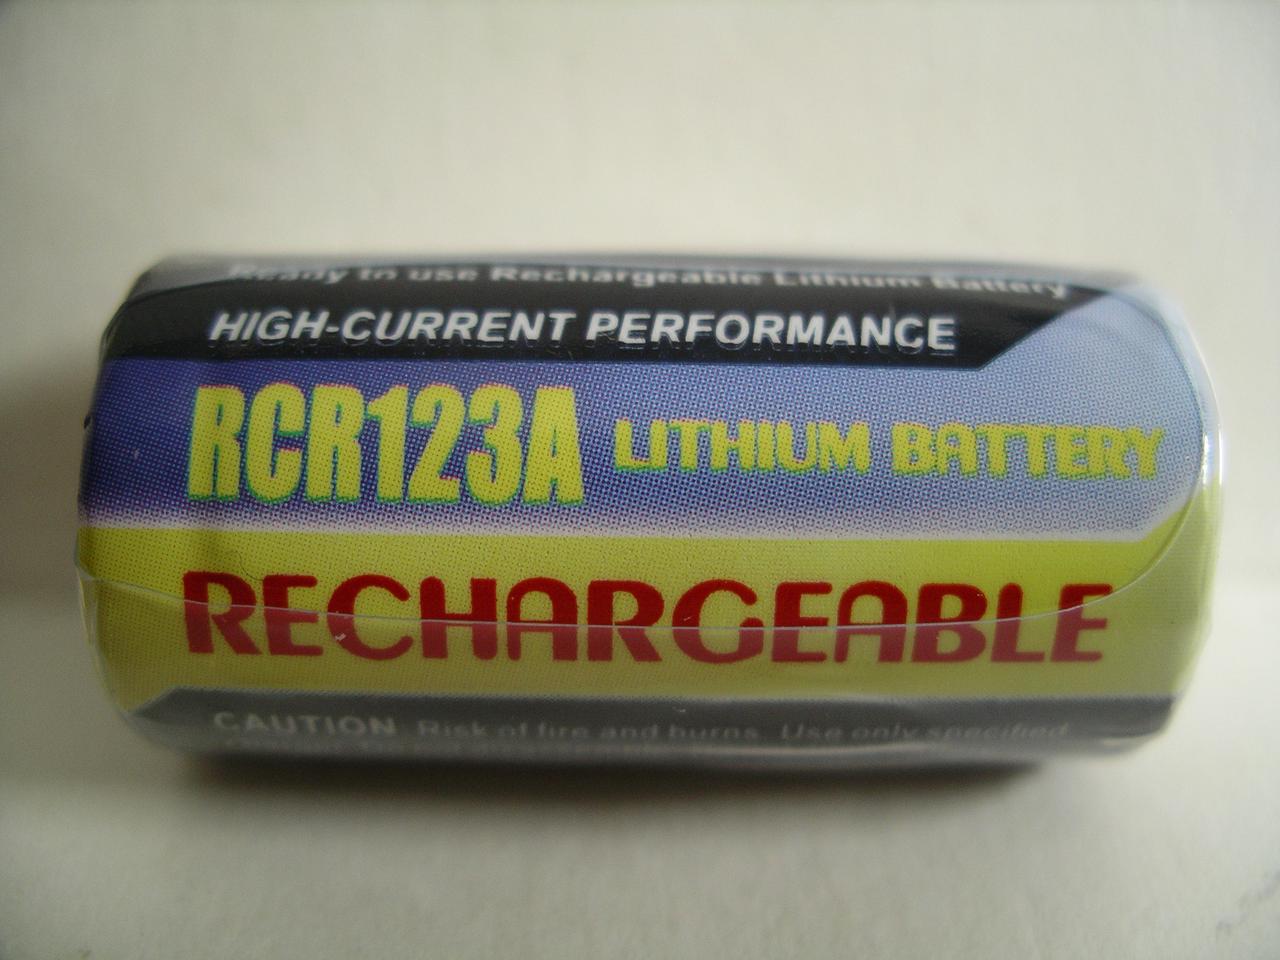 Ready to use Rechargeable Lithium Battery
HIGH-CURRENT PERFORMANCE
RCR123A LITHIUM BATTERY
RECHARGEABLE
CAUTION Risk of fire and burns. Use only specified